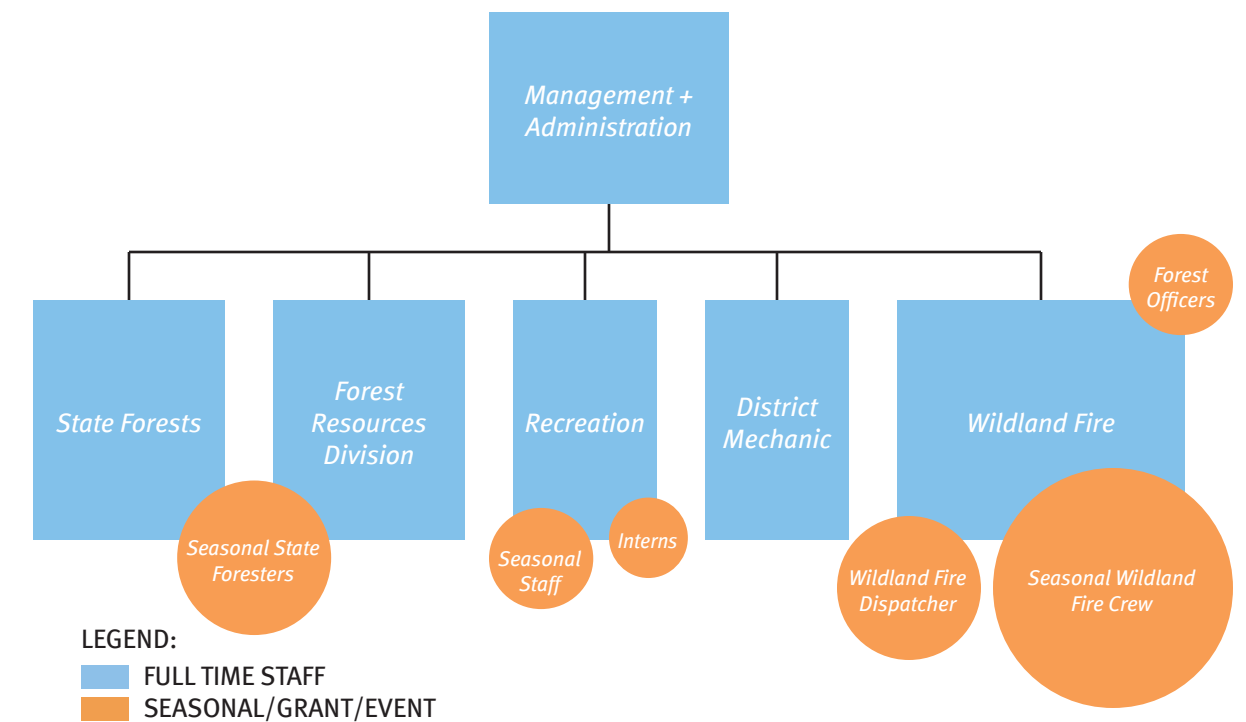 Management +
Administration
Forest
Officers
State Forests
Forest
Resources
Division
Recreation
District
Mechanic
Wildland Fire
Seasonal State
Foresters
Seasonal
Staff
Interns
Wildland Fire
Dispatcher
Seasonal Wildland
Fire Crew
LEGEND:
FULL TIME STAFF
SEASONAL/GRANT/EVENT